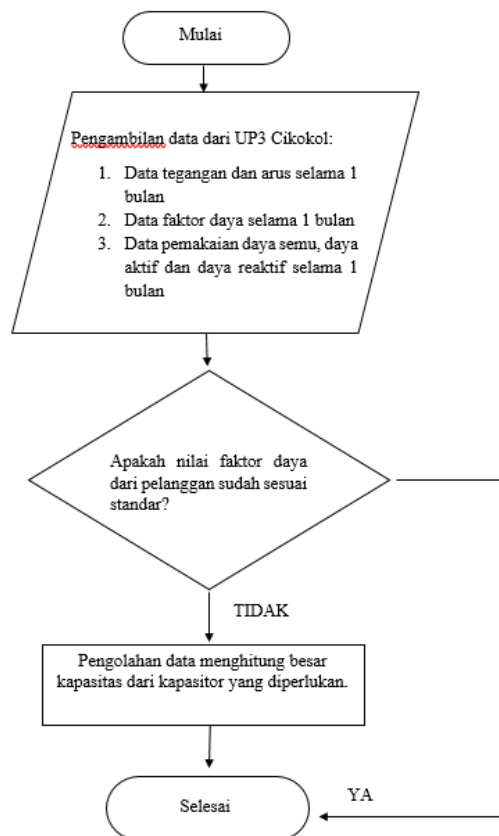 Mulai
Pengambilan data dari UP3 Cikokol:
1. Data tegangan dan arus selama 1
bulan
2. Data faktor daya selama 1 bulan
3. Data pemakaian daya semu, daya
aktif dan daya reaktif selama 1
bulan
Apakah nilai faktor daya
dari pelanggan sudah sesuai
standar?
TIDAK
Pengolahan data menghitung besar
kapasitas dari kapasitor yang diperlukan.
YA
Selesai